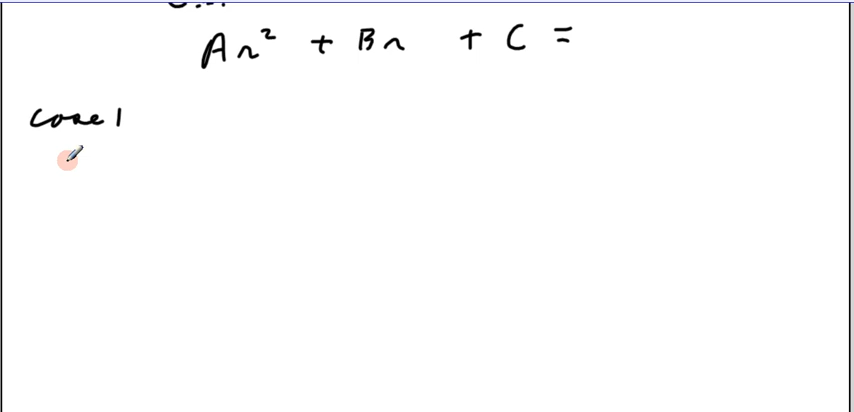 Ar² + Br + C =
Case 1